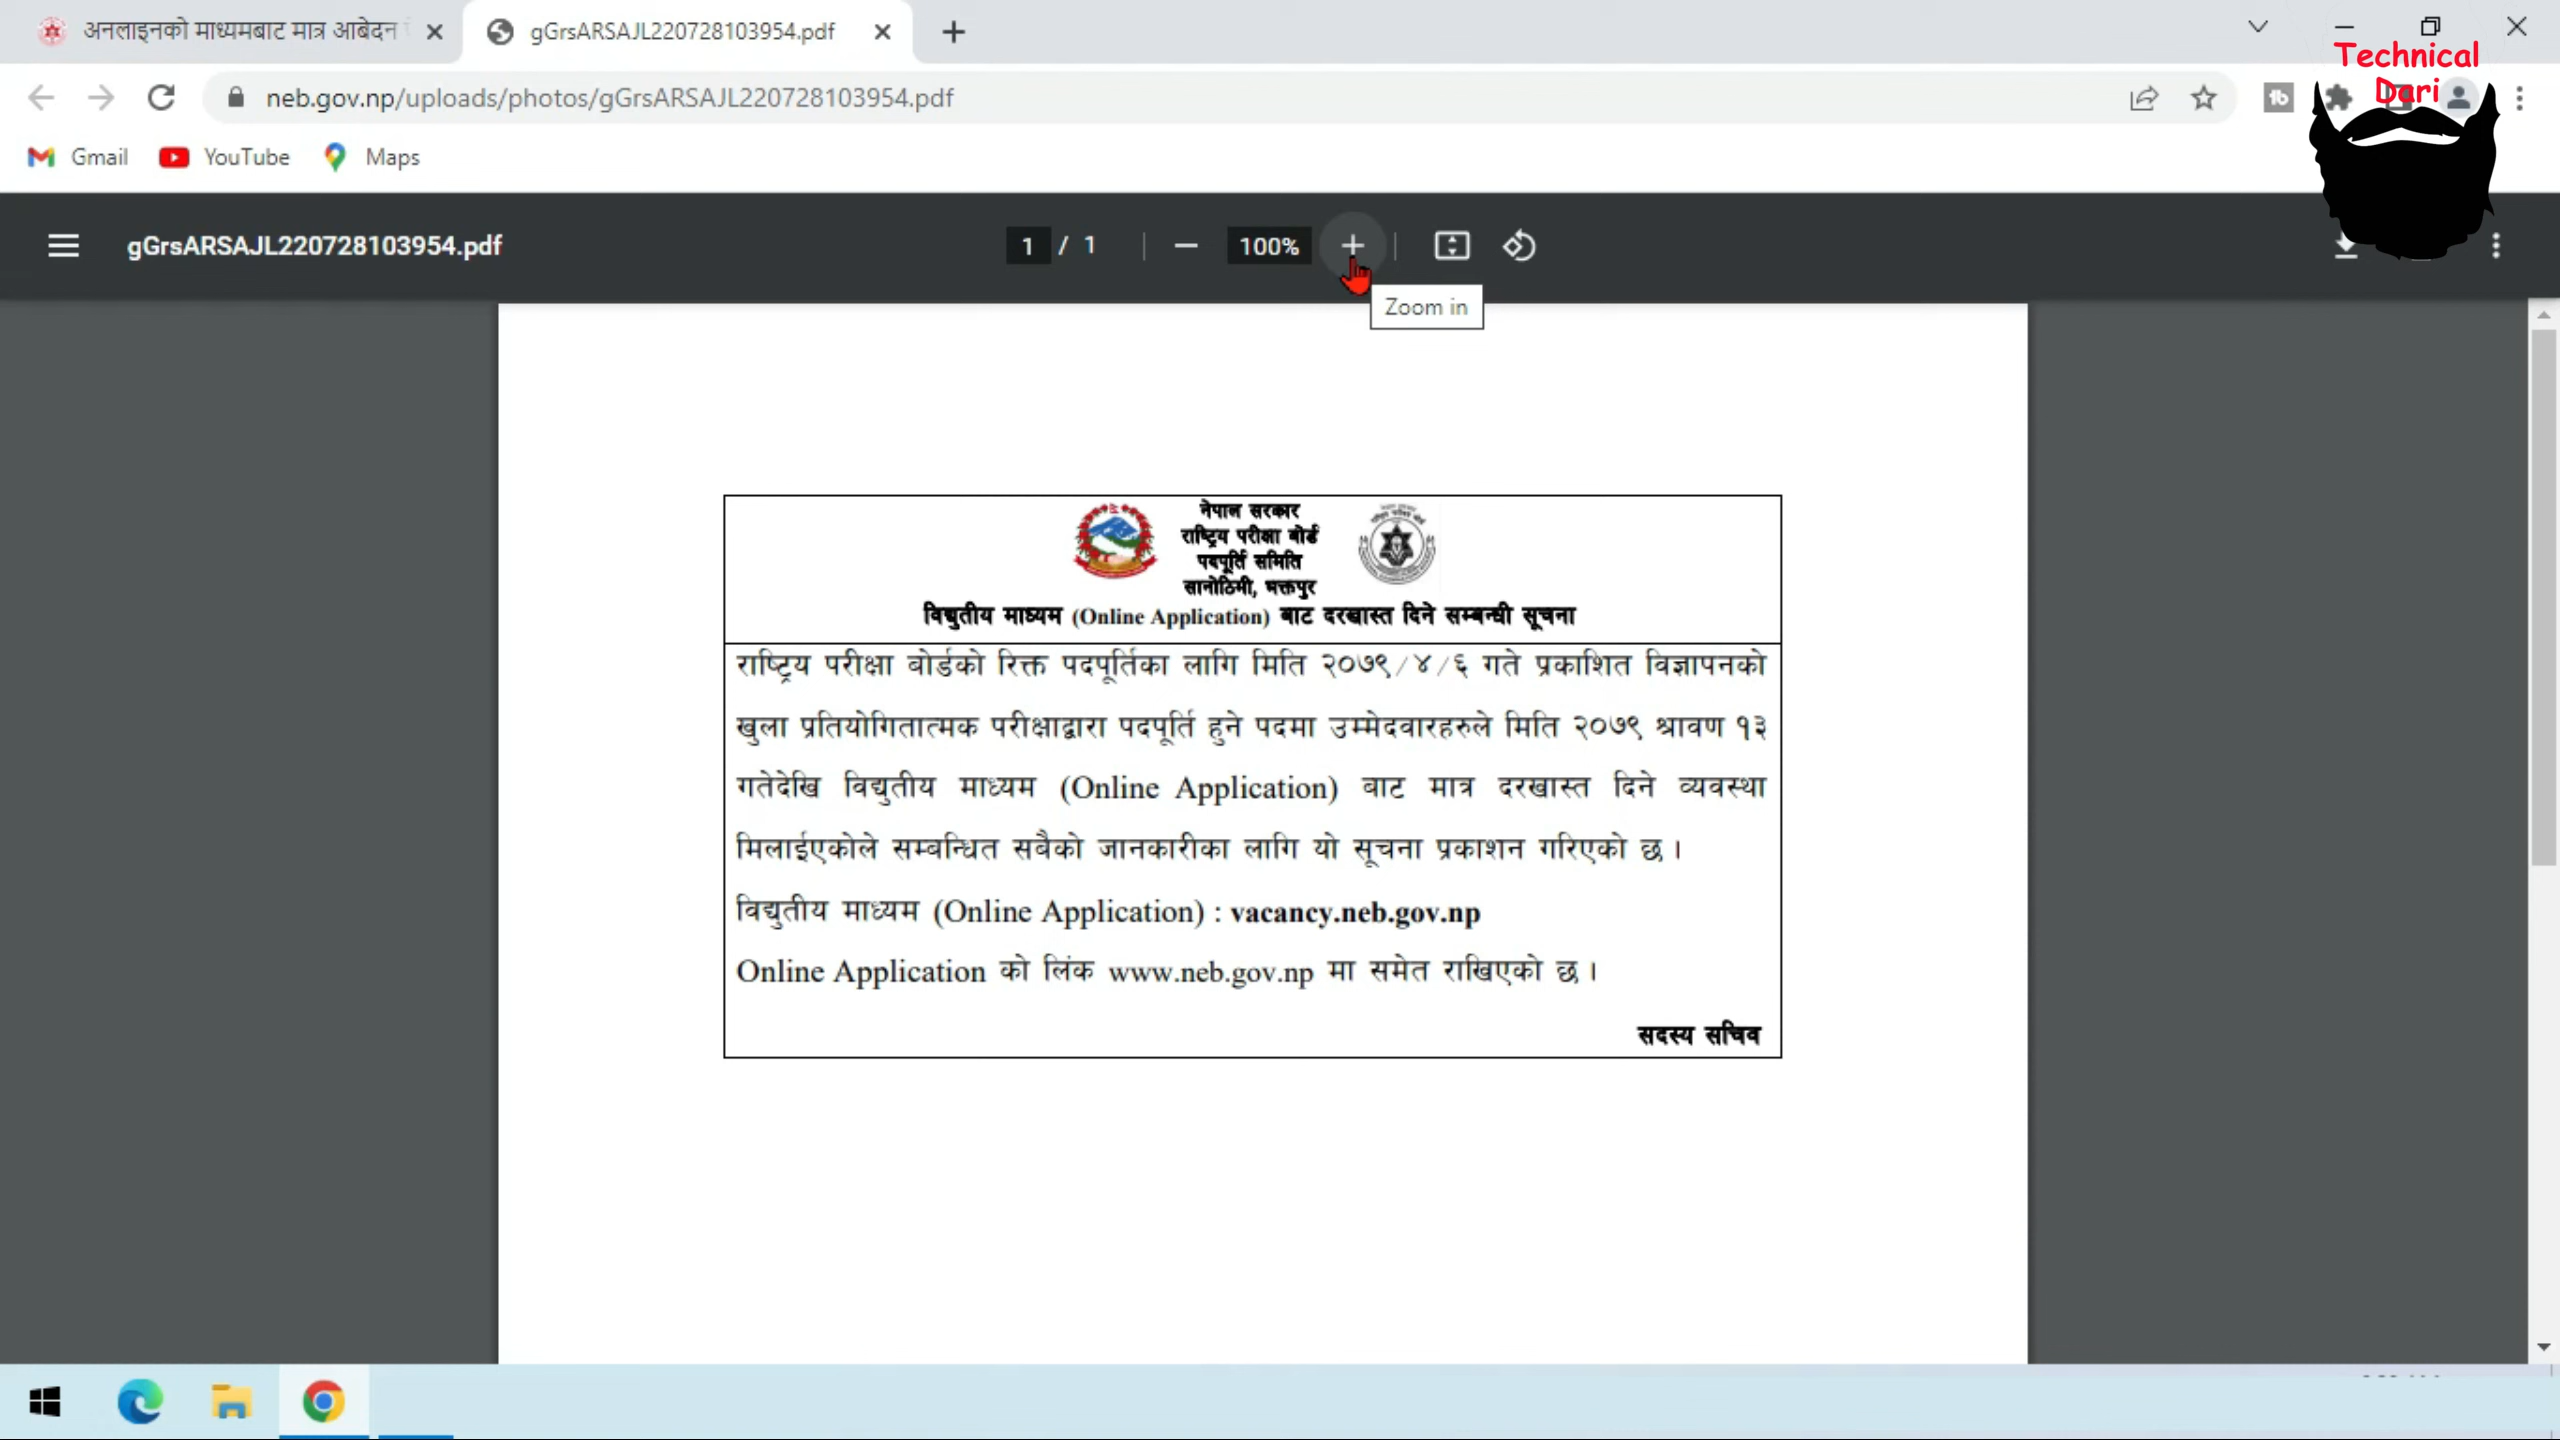 अनलाइनको माध्यमबाट मात्र आबेदन
gGrsARSAJL220728103954.pdf
Technical
Dari
neb.gov.np/uploads/photos/gGrsARSAJL220728103954.pdf
Gmail
YouTube
Maps
gGrsARSAJL220728103954.pdf
1 / 1
100%
Zoom in
नेपाल सरकार
राष्ट्रिय परीक्षा बोर्ड
पदपूर्ति समिति
सानोठिमी, भक्तपुर
विद्युतीय माध्यम (Online Application) बाट दरखास्त दिने सम्बन्धी सूचना
राष्ट्रिय परीक्षा बोर्डको रिक्त पदपूर्तिका लागि मिति २०७९/४/६ गते प्रकाशित विज्ञापनको
खुला प्रतियोगितात्मक परीक्षाद्वारा पदपूर्ति हुने पदमा उम्मेदवारहरुले मिति २०७९ श्रावण १३
गतेदेखि विद्युतीय माध्यम (Online Application) बाट मात्र दरखास्त दिने व्यवस्था
मिलाईएकोले सम्बन्धित सबैको जानकारीका लागि यो सूचना प्रकाशन गरिएको छ ।
विद्युतीय माध्यम (Online Application) : vacancy.neb.gov.np
Online Application को लिंक www.neb.gov.np मा समेत राखिएको छ ।
सदस्य सचिव